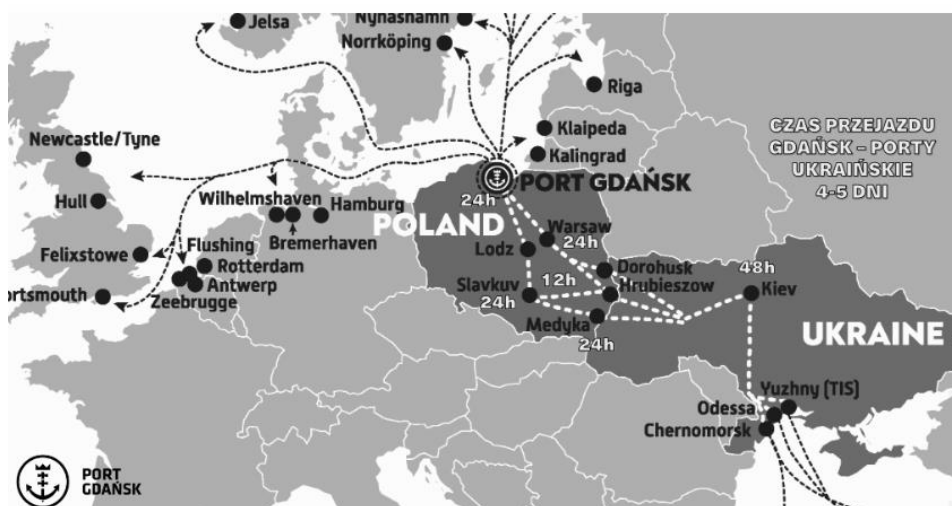 Jelsa
Nynäshamn
Norrköping
Riga
Newcastle/Tyne
Klaipeda
CZAS PRZEJAZDU
GDAŃSK – PORTY
UKRAIŃSKIE
4-5 DNI
Kalingrad
PORT GDAŃSK
24h
Hull
Wilhelmshaven
Hamburg
POLAND
Bremerhaven
Warsaw
24h
Lodz
Felixstowe
Flushing
Rotterdam
Antwerp
Zeebrugge
ortsmouth
Dorohusk
Hrubieszow
12h
48h
Kiev
Slavkuv
24h
Medyka
24h
UKRAINE
Yuzhny (TIS)
Odessa
Chernomorsk
PORT
GDAŃSK